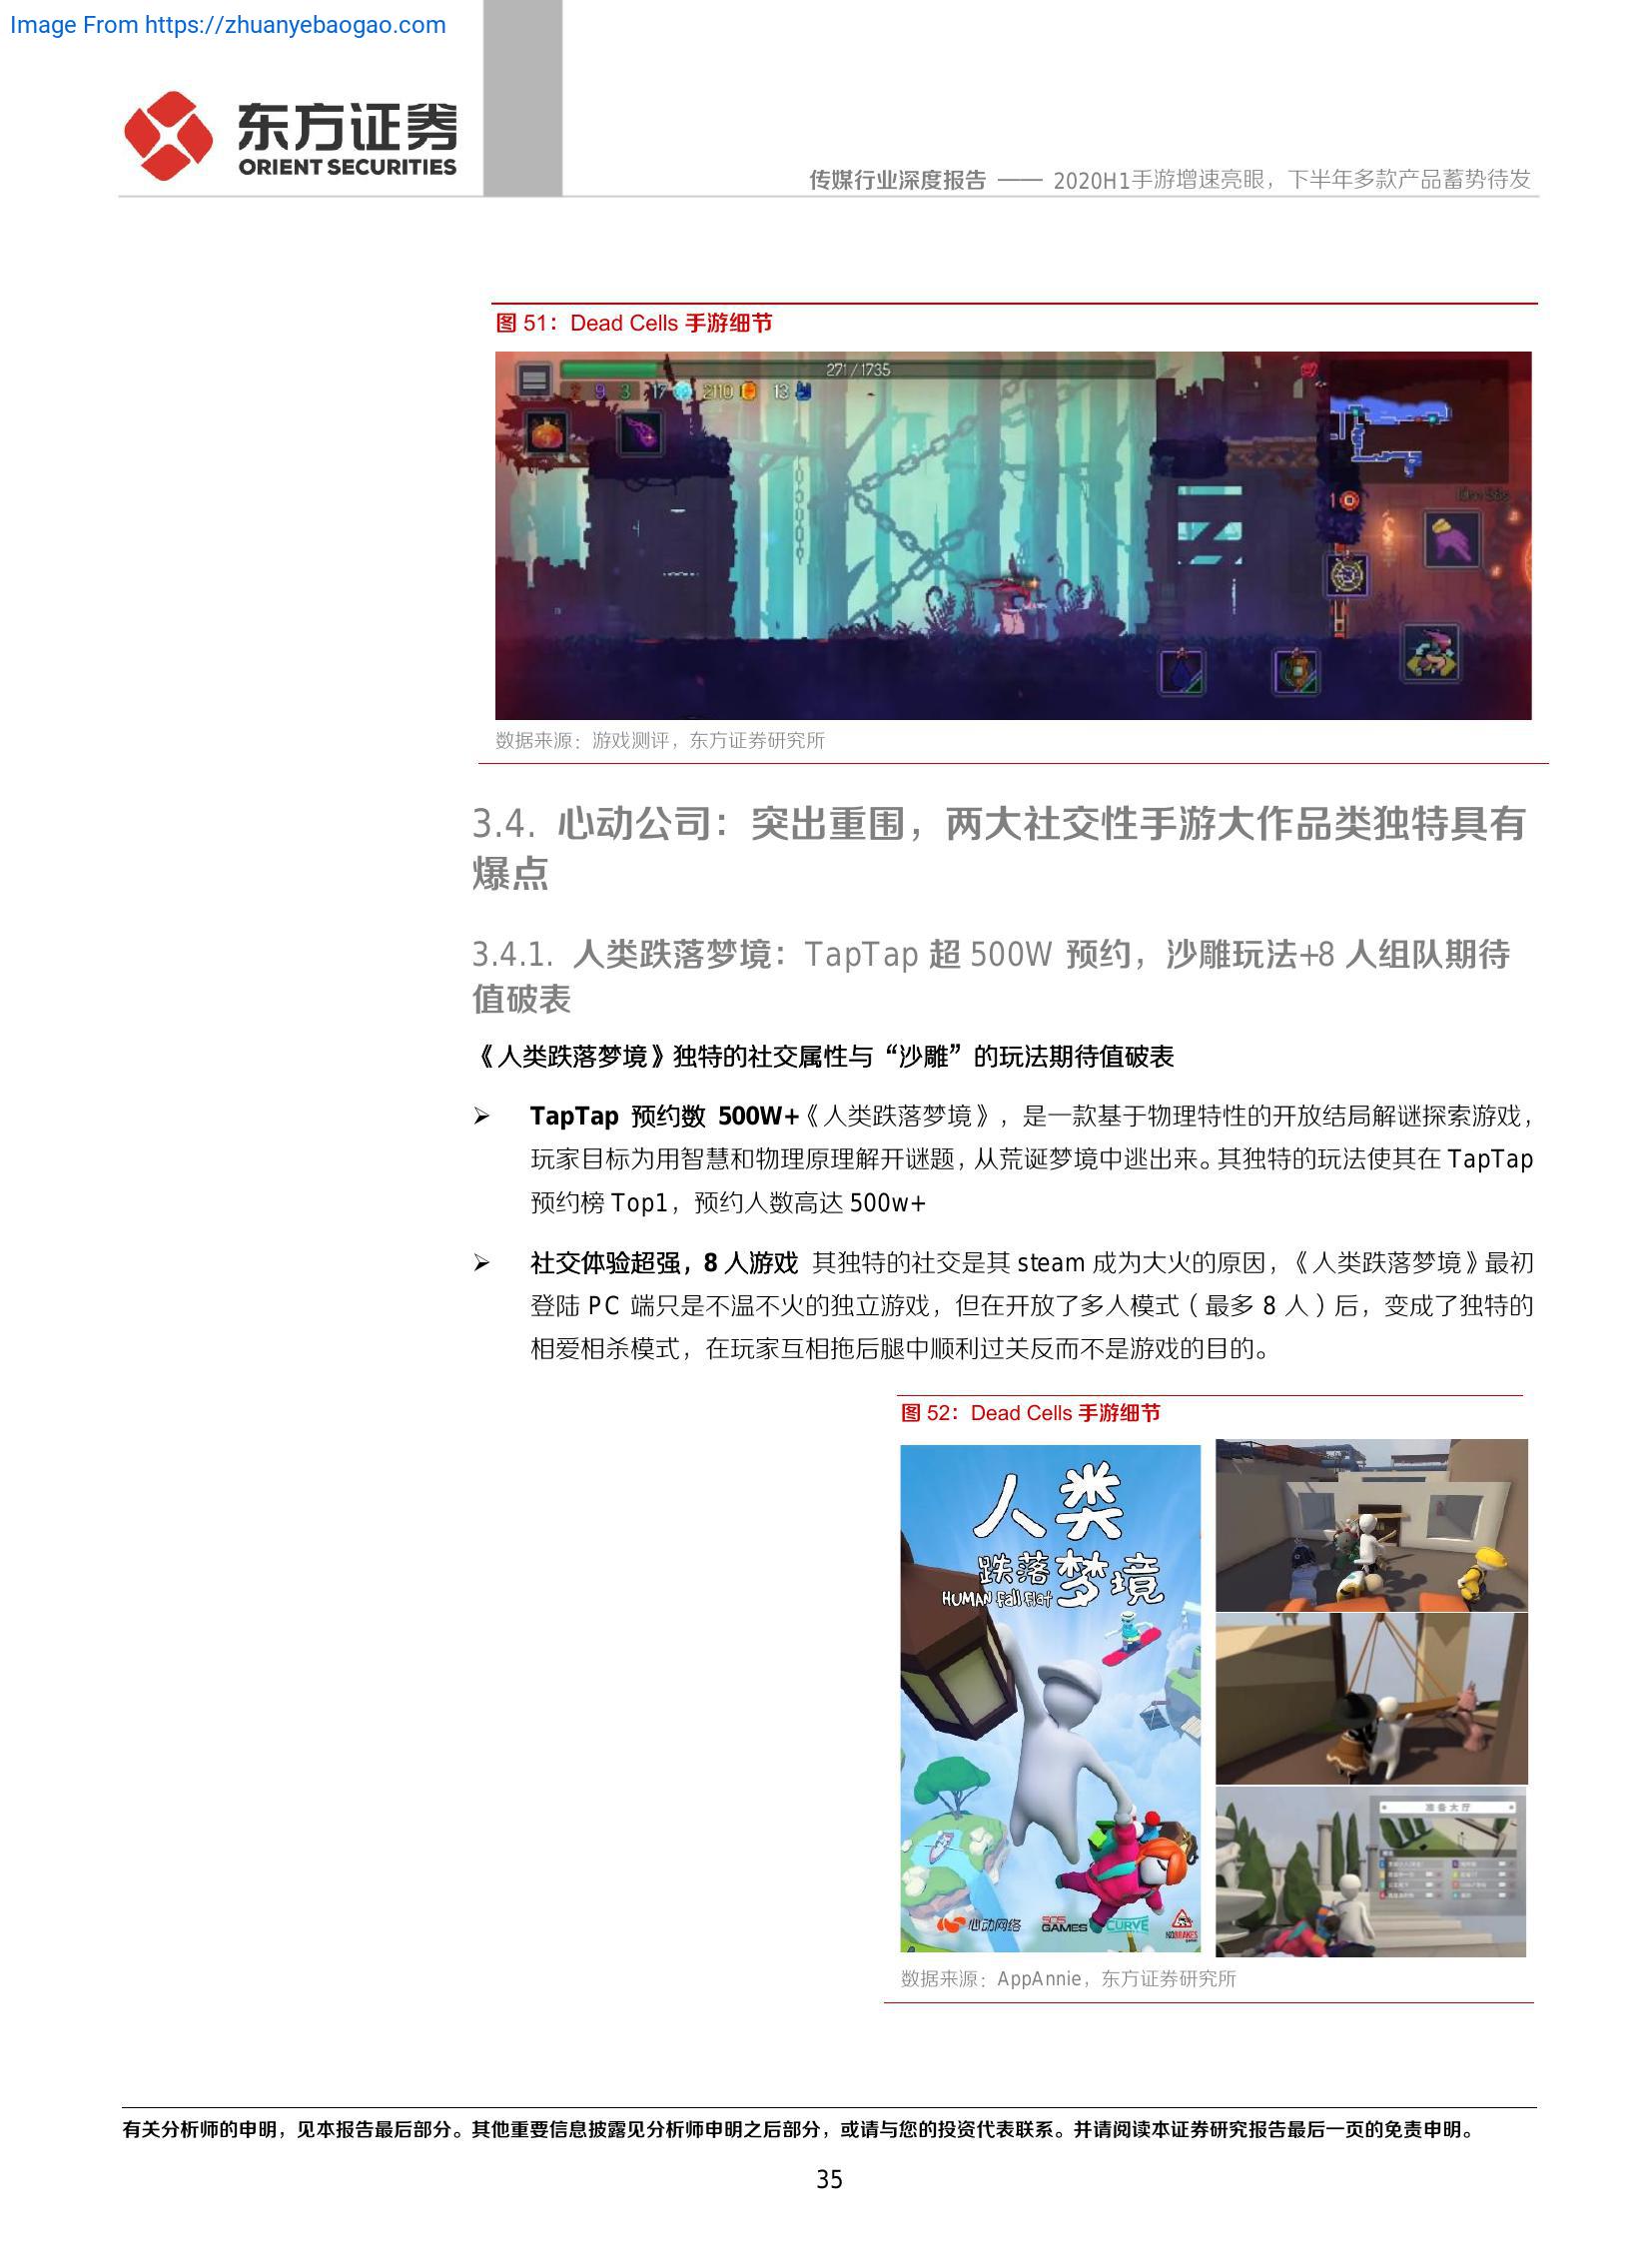 Image From https://zhuanyebaogao.com
东方证券
ORIENT SECURITIES
传媒行业深度报告 —— 2020H1手游增速亮眼，下半年多款产品蓄势待发
图 51：Dead Cells 手游细节
271/1735
2 9 3 17 2110 13
1
数据来源：游戏测评，东方证券研究所
3.4. 心动公司：突出重围，两大社交性手游大作品类独特具有
爆点
3.4.1. 人类跌落梦境：TapTap 超 500W 预约，沙雕玩法+8 人组队期待
值破表
《人类跌落梦境》独特的社交属性与“沙雕”的玩法期待值破表
➢ TapTap 预约数 500W+《人类跌落梦境》，是一款基于物理特性的开放结局解谜探索游戏，
玩家目标为用智慧和物理原理解开谜题，从荒诞梦境中逃出来。其独特的玩法使其在 TapTap
预约榜 Top1，预约人数高达 500w+
➢ 社交体验超强，8 人游戏 其独特的社交是其 steam 成为大火的原因，《人类跌落梦境》最初
登陆 PC 端只是不温不火的独立游戏，但在开放了多人模式（最多 8 人）后，变成了独特的
相爱相杀模式，在玩家互相拖后腿中顺利过关反而不是游戏的目的。
图 52：Dead Cells 手游细节
人类
跌落梦境
HUMAN Fall Flat
心动网络 505 GAMES CURVE NO BRAKES
准备大厅
数据来源：AppAnnie，东方证券研究所
有关分析师的申明，见本报告最后部分。其他重要信息披露见分析师申明之后部分，或请与您的投资代表联系。并请阅读本证券研究报告最后一页的免责申明。
35